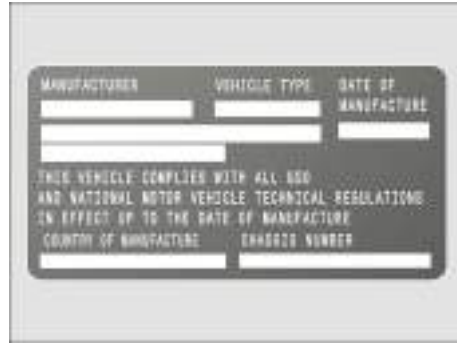 MANUFACTURER VEHICLE TYPE DATE OF
MANUFACTURE
THIS VEHICLE COMPLIES WITH ALL GSO
AND NATIONAL MOTOR VEHICLE TECHNICAL REGULATIONS
IN EFFECT UP TO THE DATE OF MANUFACTURE
COUNTRY OF MANUFACTURE CHASSIS NUMBER